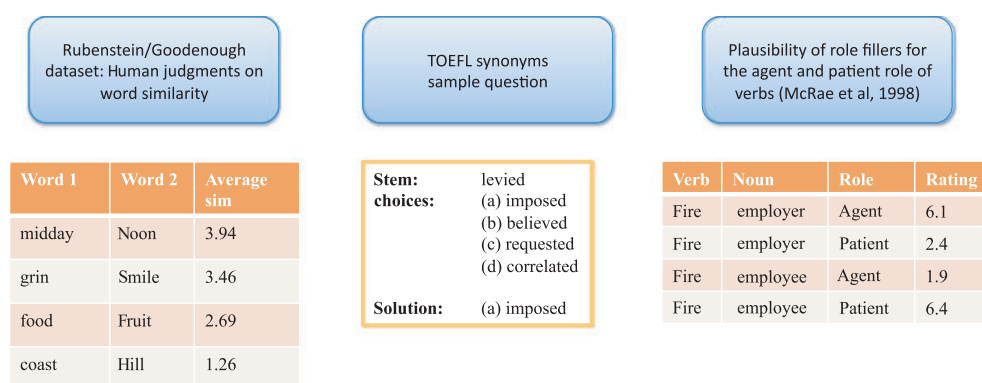 Rubenstein/Goodenough
dataset: Human judgments on
word similarity
TOEFL synonyms
sample question
Plausibility of role fillers for
the agent and patient role of
verbs (McRae et al, 1998)
Word 1 Word 2 Average
sim
midday Noon 3.94
grin Smile 3.46
food Fruit 2.69
coast Hill 1.26
Stem: levied
choices: (a) imposed
(b) believed
(c) requested
(d) correlated
Solution: (a) imposed
Verb Noun Role Rating
Fire employer Agent 6.1
Fire employer Patient 2.4
Fire employee Agent 1.9
Fire employee Patient 6.4